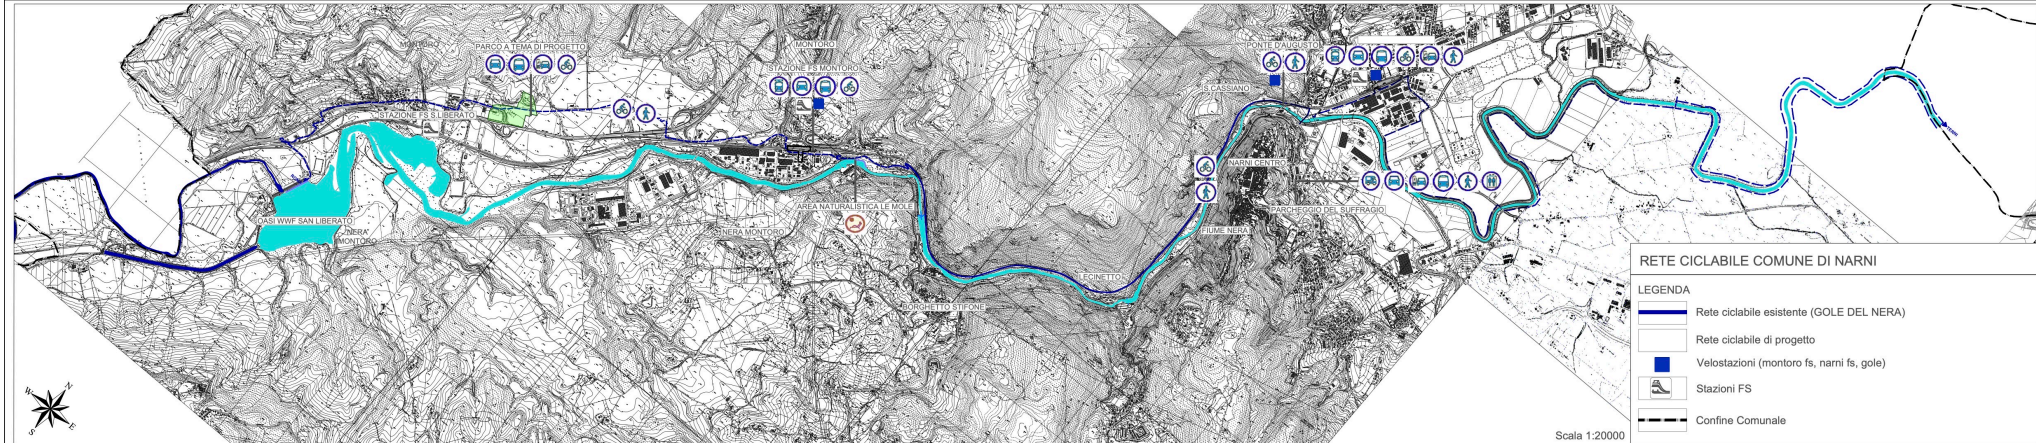 MONTORO
PARCO A TEMA DI PROGETTO
MONTORO
STAZIONE FS MONTORO
PONTE D'AUGUSTO
S.CASSIANO
STAZIONE FS S.LIBERATO
NARNI CENTRO
OASI WWF SAN LIBERATO
NERA
MONTORO
AREA NATURALISTICA LE MOLE
NERA MONTORO
PARCHEGGIO DEL SUFFRAGIO
FIUME NERA
LECINETTO
BORGHETTO STIFONE
TERNI
RETE CICLABILE COMUNE DI NARNI
LEGENDA
Rete ciclabile esistente (GOLE DEL NERA)
Rete ciclabile di progetto
Velostazioni (montoro fs, narni fs, gole)
Stazioni FS
Confine Comunale
Scala 1:20000
N
W
E
S